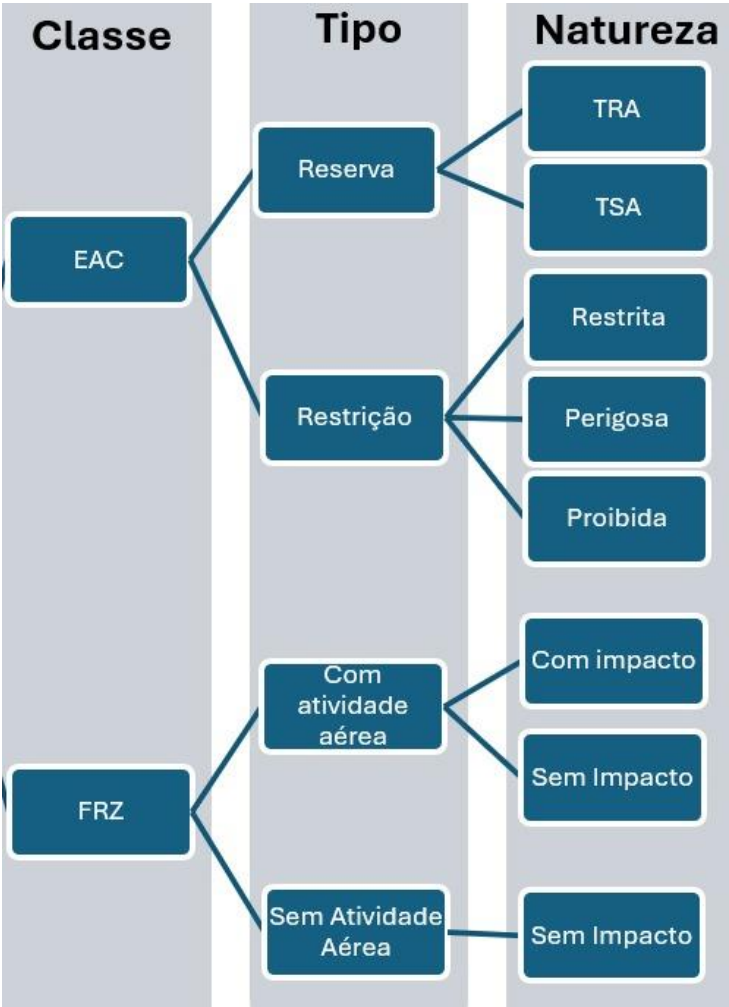 Classe
Tipo
Natureza
EAC
Reserva
TRA
TSA
Restrição
Restrita
Perigosa
Proibida
FRZ
Com
atividade
aérea
Com impacto
Sem Impacto
Sem Atividade
Aérea
Sem Impacto